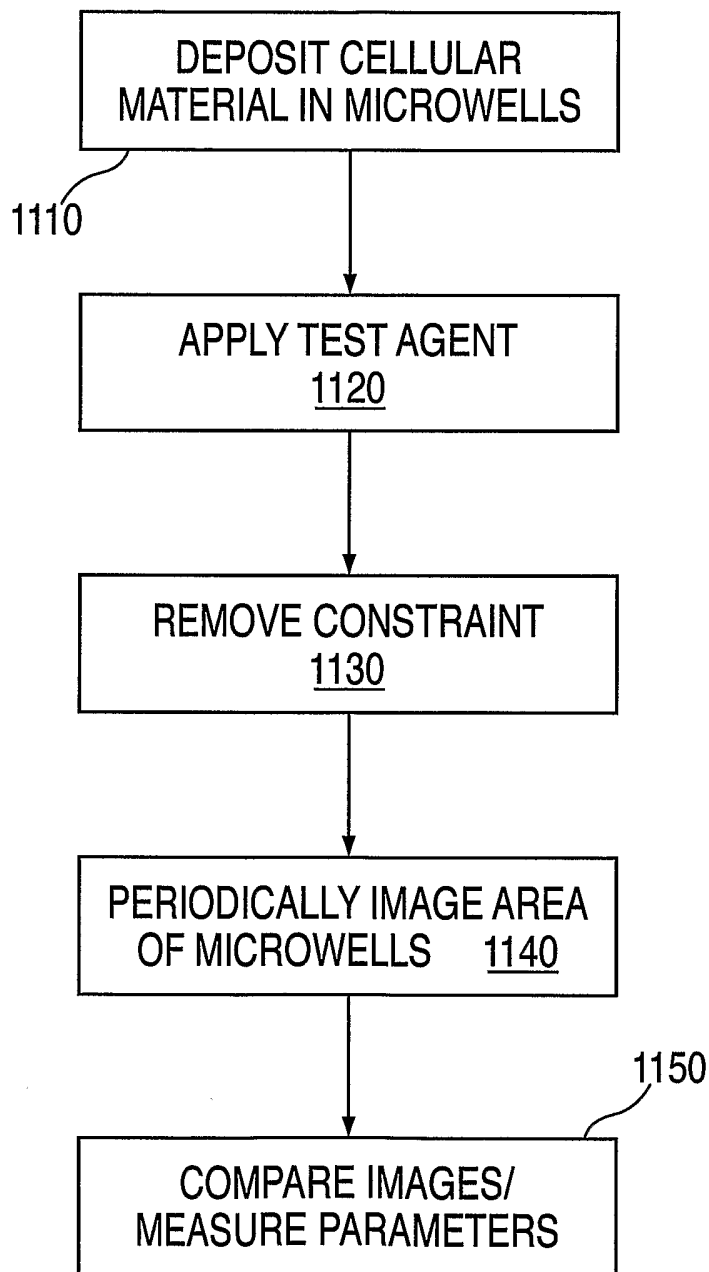 DEPOSIT CELLULAR
MATERIAL IN MICROWELLS
1110
APPLY TEST AGENT
1120
REMOVE CONSTRAINT
1130
PERIODICALLY IMAGE AREA
OF MICROWELLS 1140
1150
COMPARE IMAGES/
MEASURE PARAMETERS